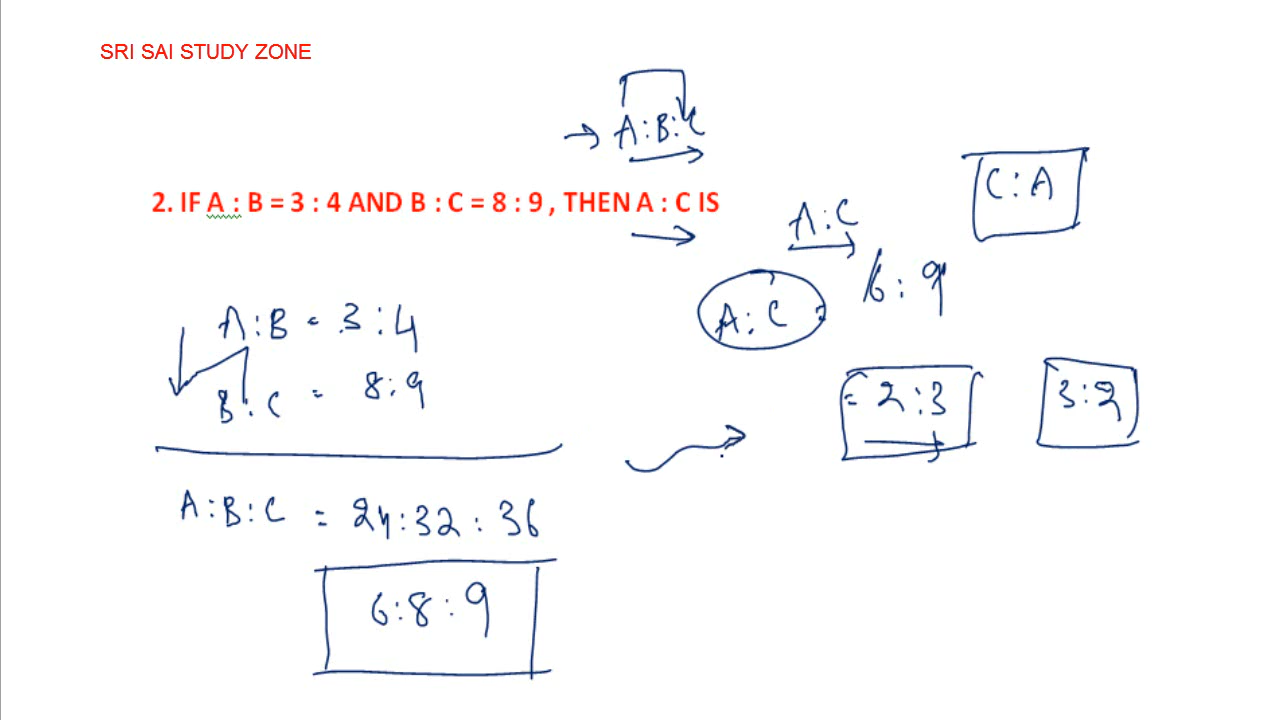 SRI SAI STUDY ZONE
→ A:B:C
2. IF A : B = 3 : 4 AND B : C = 8 : 9 , THEN A : C IS
C:A
A:C
A:C = 6:9
A:B = 3:4
B:C = 8:9
= 2:3
3:2
A:B:C = 24:32:36
6:8:9